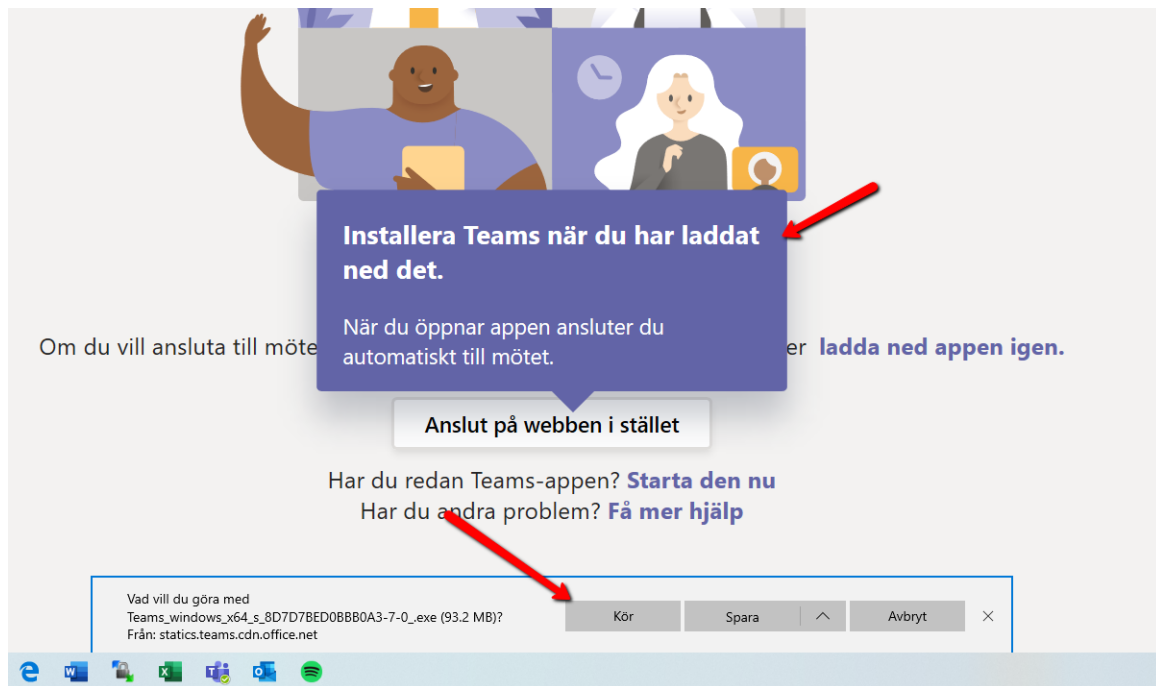 Installera Teams när du har laddat
ned det.
När du öppnar appen ansluter du
automatiskt till mötet.
Om du vill ansluta till möte er ladda ned appen igen.
Anslut på webben i stället
Har du redan Teams-appen? Starta den nu
Har du andra problem? Få mer hjälp
Vad vill du göra med
Teams_windows_x64_s_8D7D7BED0BBB0A3-7-0_.exe (93.2 MB)?
Från: statics.teams.cdn.office.net
Kör Spara Avbryt